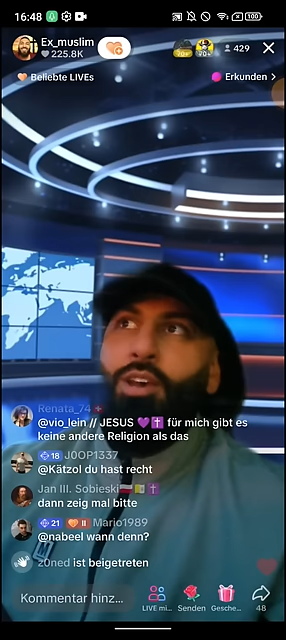 16:48
100
Ex_muslim
225.8K
429
Beliebte LIVEs
Erkunden
Renata_74
@vio_lein // JESUS 💜✝️ für mich gibt es
keine andere Religion als das
18 JOOP1337
@Kätzol du hast recht
Jan III. Sobieski
dann zeig mal bitte
21 II Mario1989
@nabeel wann denn?
20ned ist beigetreten
Kommentar hinz...
LIVE mi...
Senden
Gesche...
48